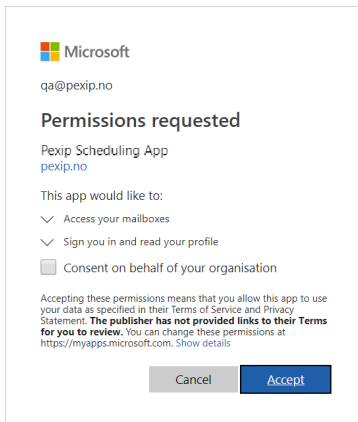 Microsoft
qa@pexip.no
Permissions requested
Pexip Scheduling App
pexip.no
This app would like to:
Access your mailboxes
Sign you in and read your profile
Consent on behalf of your organisation
Accepting these permissions means that you allow this app to use
your data as specified in their Terms of Service and Privacy
Statement. The publisher has not provided links to their Terms
for you to review. You can change these permissions at
https://myapps.microsoft.com. Show details
Cancel Accept